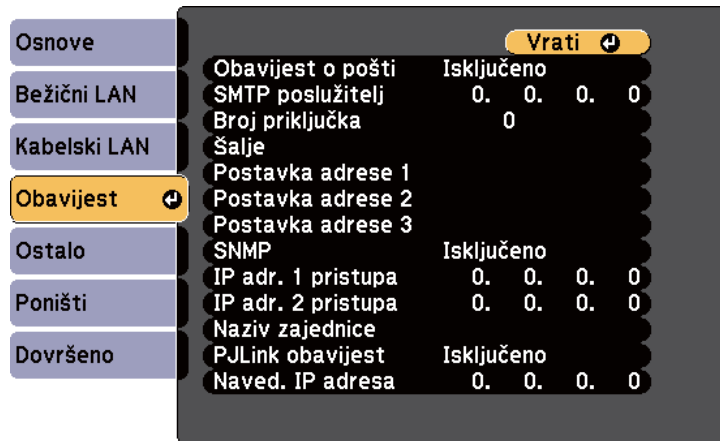 Osnove
Bežični LAN
Kabelski LAN
Obavijest
Ostalo
Poništi
Dovršeno
Vrati
Obavijest o pošti Isključeno
SMTP poslužitelj 0. 0. 0. 0
Broj priključka 0
Šalje
Postavka adrese 1
Postavka adrese 2
Postavka adrese 3
SNMP Isključeno
IP adr. 1 pristupa 0. 0. 0. 0
IP adr. 2 pristupa 0. 0. 0. 0
Naziv zajednice
PJLink obavijest Isključeno
Naved. IP adresa 0. 0. 0. 0